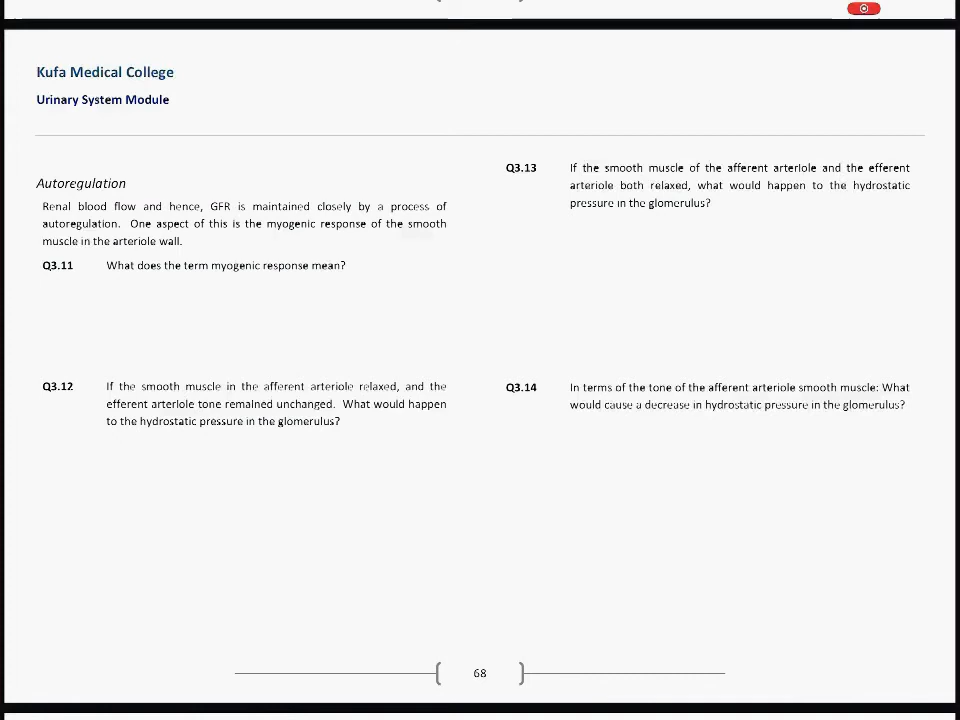 Kufa Medical College
Urinary System Module
Autoregulation
Renal blood flow and hence, GFR is maintained closely by a process of
autoregulation. One aspect of this is the myogenic response of the smooth
muscle in the arteriole wall.
Q3.11 What does the term myogenic response mean?
Q3.12 If the smooth muscle in the afferent arteriole relaxed, and the
efferent arteriole tone remained unchanged. What would happen
to the hydrostatic pressure in the glomerulus?
Q3.13 If the smooth muscle of the afferent arteriole and the efferent
arteriole both relaxed, what would happen to the hydrostatic
pressure in the glomerulus?
Q3.14 In terms of the tone of the afferent arteriole smooth muscle: What
would cause a decrease in hydrostatic pressure in the glomerulus?
68